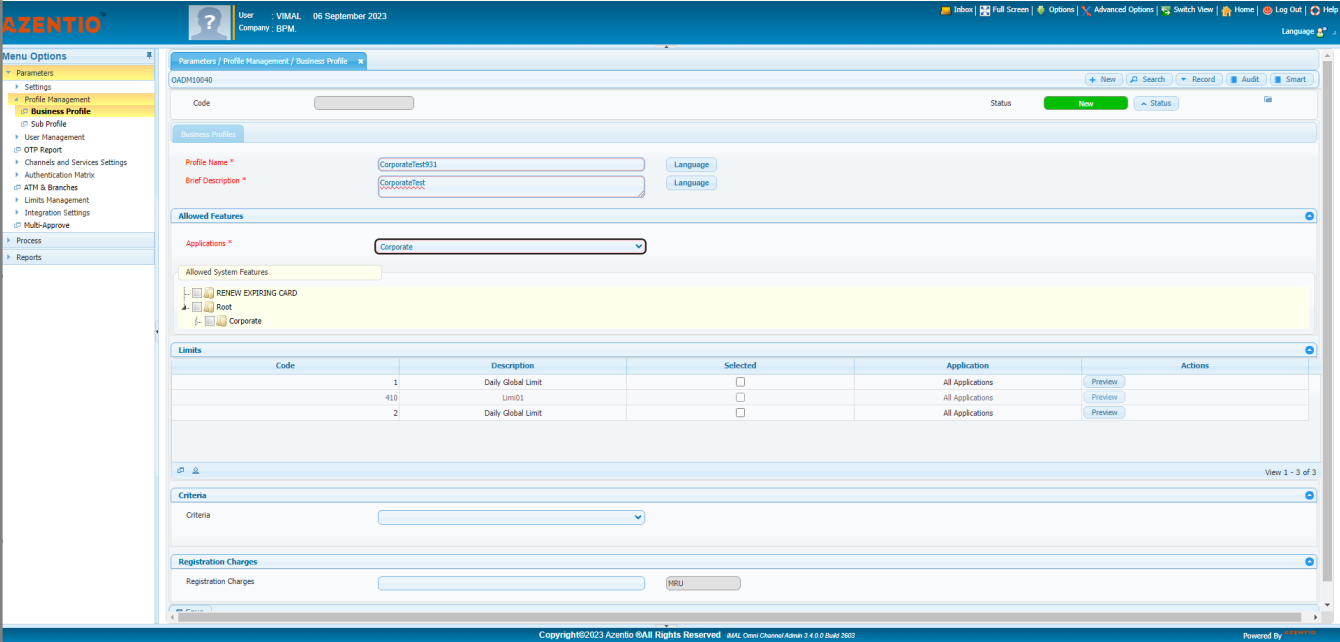 AZENTIO
?
User : VIMAL 06 September 2023
Company : BPM.
Inbox | Full Screen | Options | Advanced Options | Switch View | Home | Log Out | Help
Language
Menu Options
Parameters
Settings
Profile Management
Business Profile
Sub Profile
User Management
OTP Report
Channels and Services Settings
Authentication Matrix
ATM & Branches
Limits Management
Integration Settings
Multi-Approve
Process
Reports
Parameters / Profile Management / Business Profile
OADM10040
New Search Record Audit Smart
Code Status New Status
Business Profiles
Profile Name * CorporateTest931 Language
Brief Description * CorporateTest Language
Allowed Features
Applications * Corporate
Allowed System Features
RENEW EXPIRING CARD
Root
Corporate
Limits
Code Description Selected Application Actions
1 Daily Global Limit All Applications Preview
410 Limi01 All Applications Preview
2 Daily Global Limit All Applications Preview
View 1 - 3 of 3
Criteria
Criteria
Registration Charges
Registration Charges MRU
Copyright©2023 Azentio ®All Rights Reserved IMAL Omni Channel Admin 3.4.0.0 Build 2603
Powered By AZENTIO